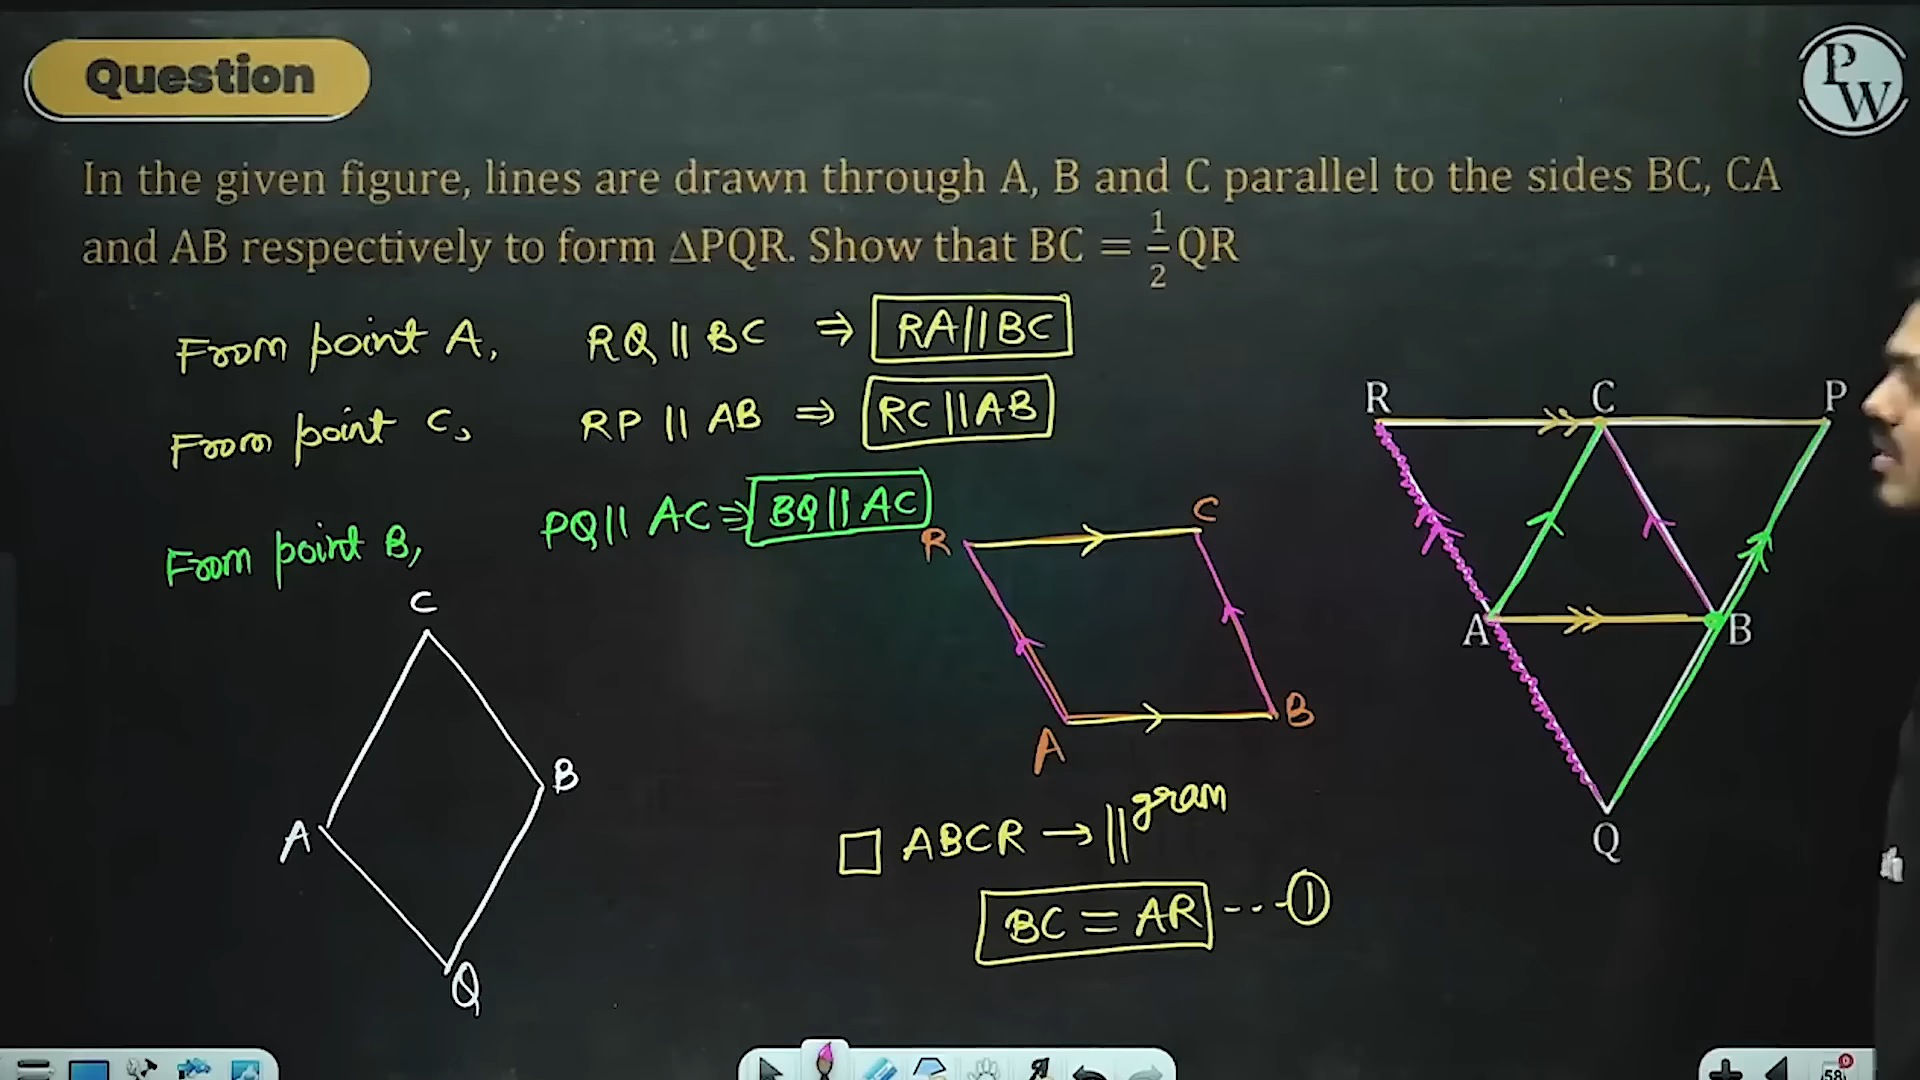 Question
PW
In the given figure, lines are drawn through A, B and C parallel to the sides BC, CA
and AB respectively to form ΔPQR. Show that BC = 1/2 QR
From point A, RQ || BC ⇒ RA||BC
From point C, RP || AB ⇒ RC||AB
From point B, PQ|| AC ⇒ BQ||AC
R C P
A B
Q
R C
A B
C
A B
Q
□ ABCR → ||gram
BC = AR ---①
58